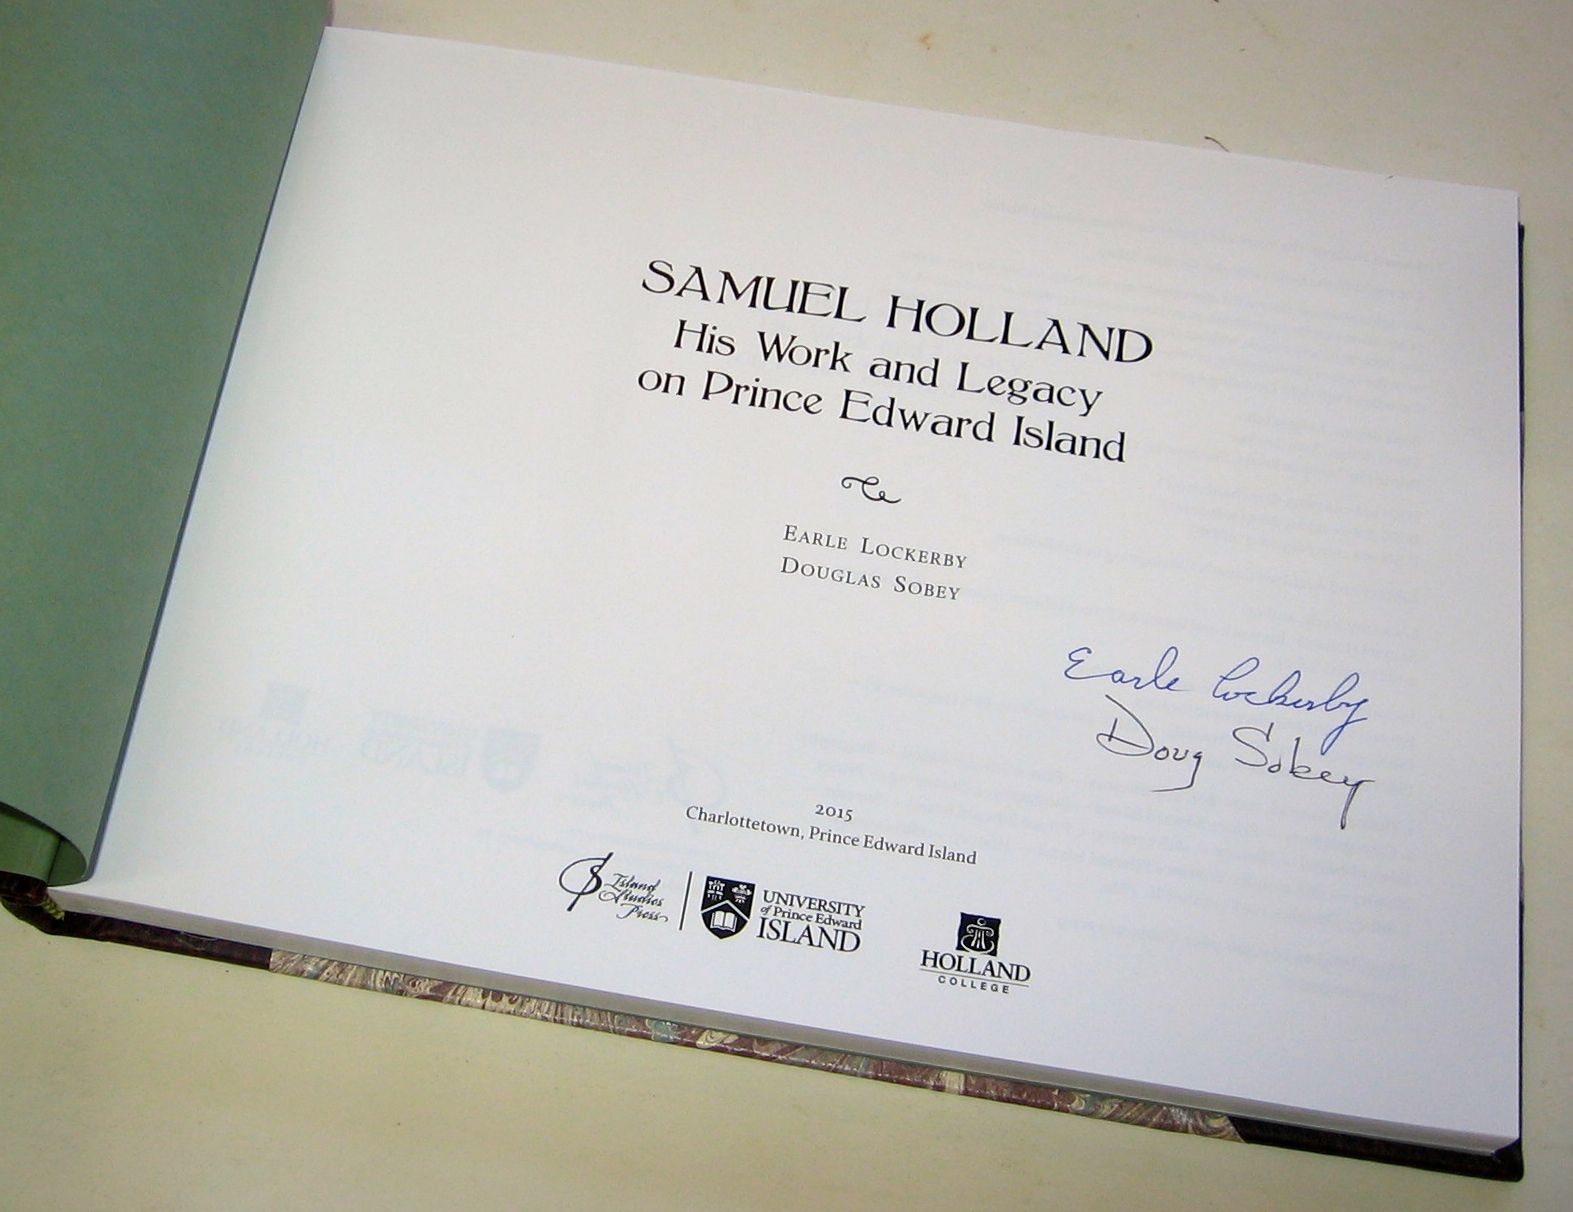 SAMUEL HOLLAND
His Work and Legacy
on Prince Edward Island
EARLE LOCKERBY
DOUGLAS SOBEY
Earle Lockerby
Doug Sobey
2015
Charlottetown, Prince Edward Island
Island
Studies
Press
UNIVERSITY
of Prince Edward
ISLAND
HOLLAND
COLLEGE